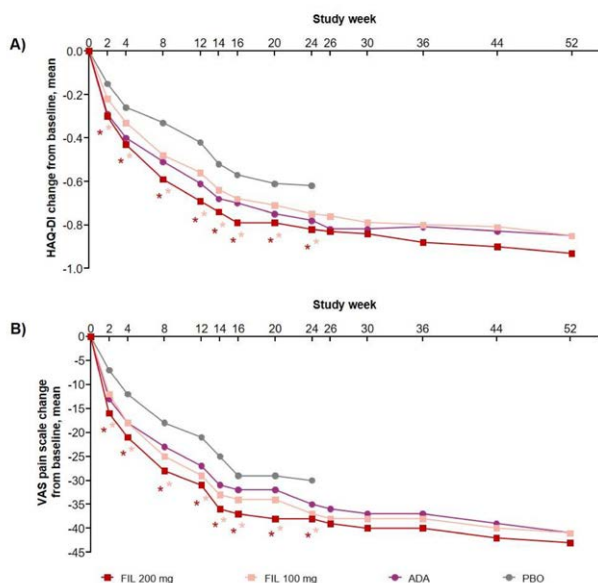 Study week
A)
0 2 4 8 12 14 16 20 24 26 30 36 44 52
0.0
-0.2
-0.4
-0.6
-0.8
-1.0
HAQ-DI change from baseline, mean
* * * * * * * * * * * * * * * *
Study week
B)
0 2 4 8 12 14 16 20 24 26 30 36 44 52
0
-5
-10
-15
-20
-25
-30
-35
-40
-45
VAS pain scale change
from baseline, mean
* * * * * * * * * * * * * * * *
FIL 200 mg FIL 100 mg ADA PBO